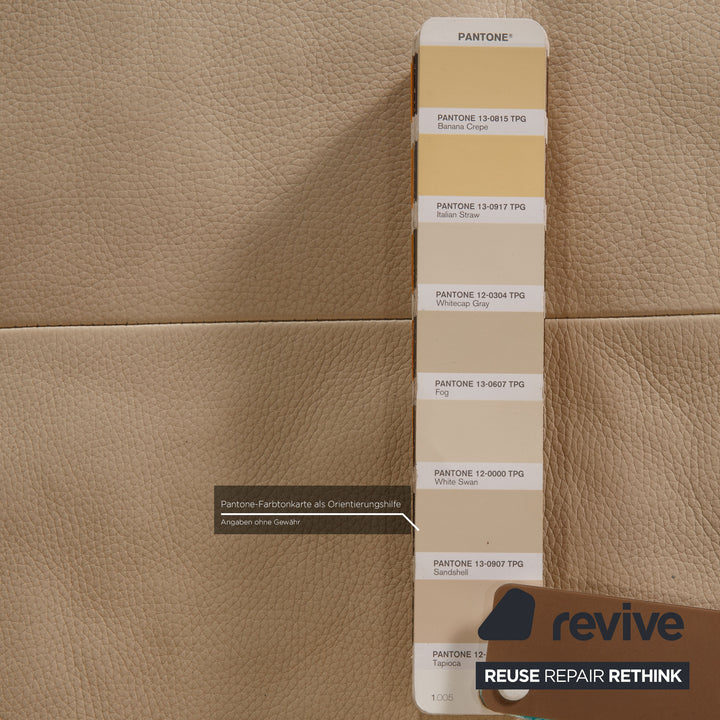 PANTONE®
PANTONE 13-0815 TPG
Banana Crepe
PANTONE 13-0917 TPG
Italian Straw
PANTONE 12-0304 TPG
Whitecap Gray
PANTONE 13-0607 TPG
Fog
PANTONE 12-0000 TPG
White Swan
Pantone-Farbtonkarte als Orientierungshilfe
Angaben ohne Gewähr
PANTONE 13-0907 TPG
Sandshell
revive
PANTONE 12-
Tapioca
REUSE REPAIR RETHINK
1.005